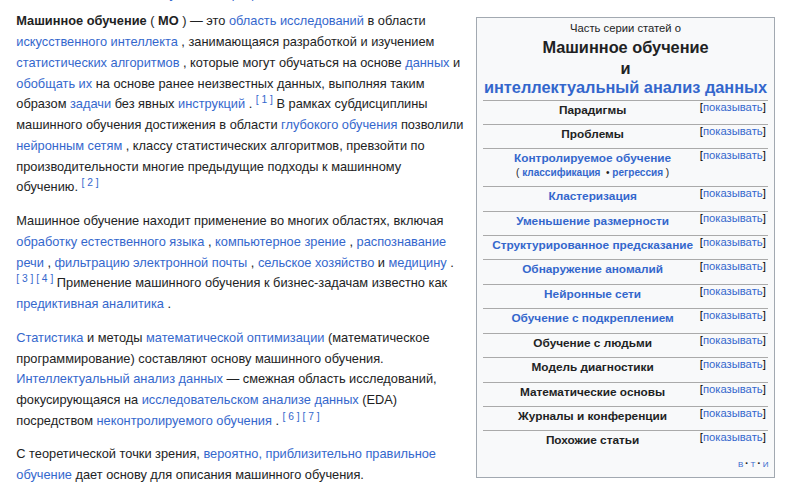 Машинное обучение ( МО ) — это область исследований в области
искусственного интеллекта , занимающаяся разработкой и изучением
статистических алгоритмов , которые могут обучаться на основе данных и
обобщать их на основе ранее неизвестных данных, выполняя таким
образом задачи без явных инструкций . [ 1 ] В рамках субдисциплины
машинного обучения достижения в области глубокого обучения позволили
нейронным сетям , классу статистических алгоритмов, превзойти по
производительности многие предыдущие подходы к машинному
обучению. [ 2 ]
Машинное обучение находит применение во многих областях, включая
обработку естественного языка , компьютерное зрение , распознавание
речи , фильтрацию электронной почты , сельское хозяйство и медицину .
[ 3 ] [ 4 ] Применение машинного обучения к бизнес-задачам известно как
предиктивная аналитика .
Статистика и методы математической оптимизации (математическое
программирование) составляют основу машинного обучения.
Интеллектуальный анализ данных — смежная область исследований,
фокусирующаяся на исследовательском анализе данных (EDA)
посредством неконтролируемого обучения . [ 6 ] [ 7 ]
С теоретической точки зрения, вероятно, приблизительно правильное
обучение дает основу для описания машинного обучения.
Часть серии статей о
Машинное обучение
и
интеллектуальный анализ данных
Парадигмы [показывать]
Проблемы [показывать]
Контролируемое обучение [показывать]
( классификация • регрессия )
Кластеризация [показывать]
Уменьшение размерности [показывать]
Структурированное предсказание [показывать]
Обнаружение аномалий [показывать]
Нейронные сети [показывать]
Обучение с подкреплением [показывать]
Обучение с людьми [показывать]
Модель диагностики [показывать]
Математические основы [показывать]
Журналы и конференции [показывать]
Похожие статьи [показывать]
в • т • и